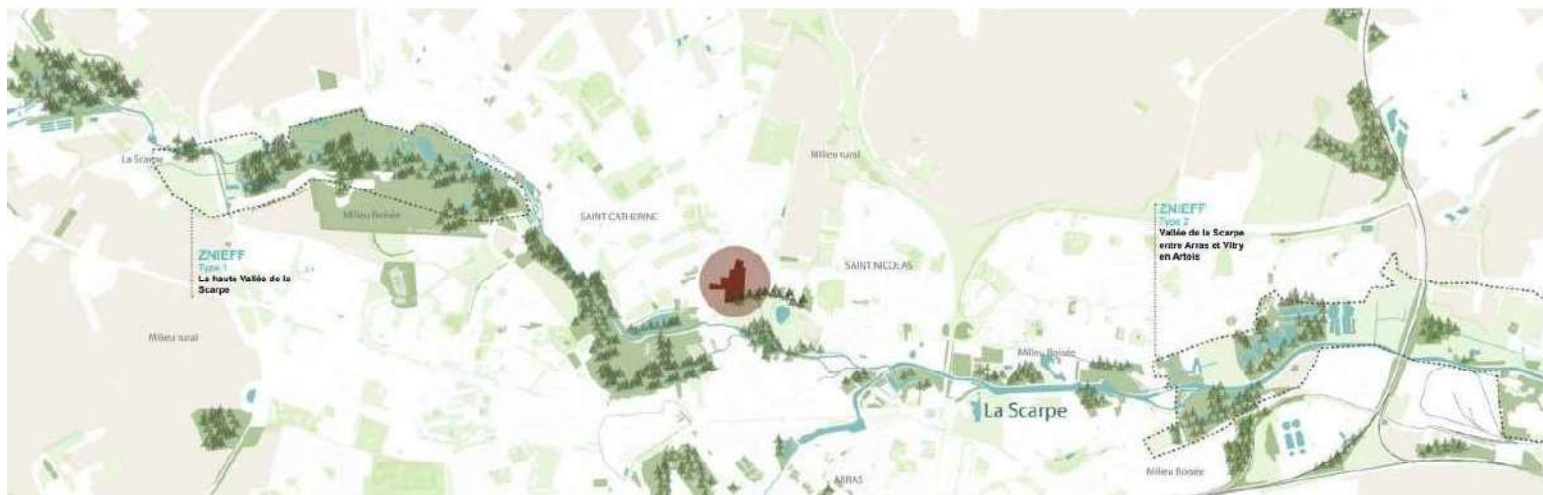 La Scarpe
Milieu Boisée
ZNIEFF
Type 1
La haute Vallée de la
Scarpe
Milieu rural
SAINT CATHERINE
Milieu rural
SAINT NICOLAS
ZNIEFF
Type 2
Vallée de la Scarpe
entre Arras et Vitry
en Artois
Milieu Boisée
La Scarpe
ARRAS
Milieu Boisée